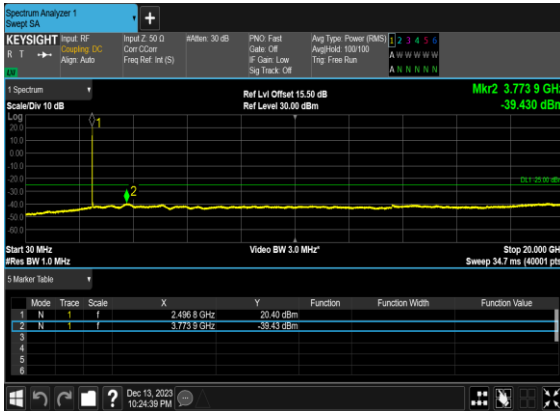 Spectrum Analyzer 1
Swept SA
+
KEYSIGHT Input: RF Input Z: 50 Ω #Atten: 30 dB PNO: Fast Avg Type: Power (RMS) 1 2 3 4 5 6
R T Coupling: DC Corr CCorr Gate: Off Avg|Hold: 100/100 A W W W W W
Align: Auto Freq Ref: Int (S) IF Gain: Low Trig: Free Run
Sig Track: Off A N N N N N
1 Spectrum Ref Lvl Offset 15.50 dB Mkr2 3.773 9 GHz
Scale/Div 10 dB Ref Level 30.00 dBm -39.430 dBm
Log
20.0
10.0
0.00
-10.0
-20.0
-30.0
-40.0
-50.0
-60.0
1
2
DL1 -25.00 dBm
Start 30 MHz Video BW 3.0 MHz* Stop 20.000 GHz
#Res BW 1.0 MHz Sweep 34.7 ms (40001 pts)
5 Marker Table
Mode Trace Scale X Y Function Function Width Function Value
1 N 1 f 2.496 8 GHz 20.40 dBm
2 N 1 f 3.773 9 GHz -39.43 dBm
3
4
5
6
? Dec 13, 2023
10:24:39 PM